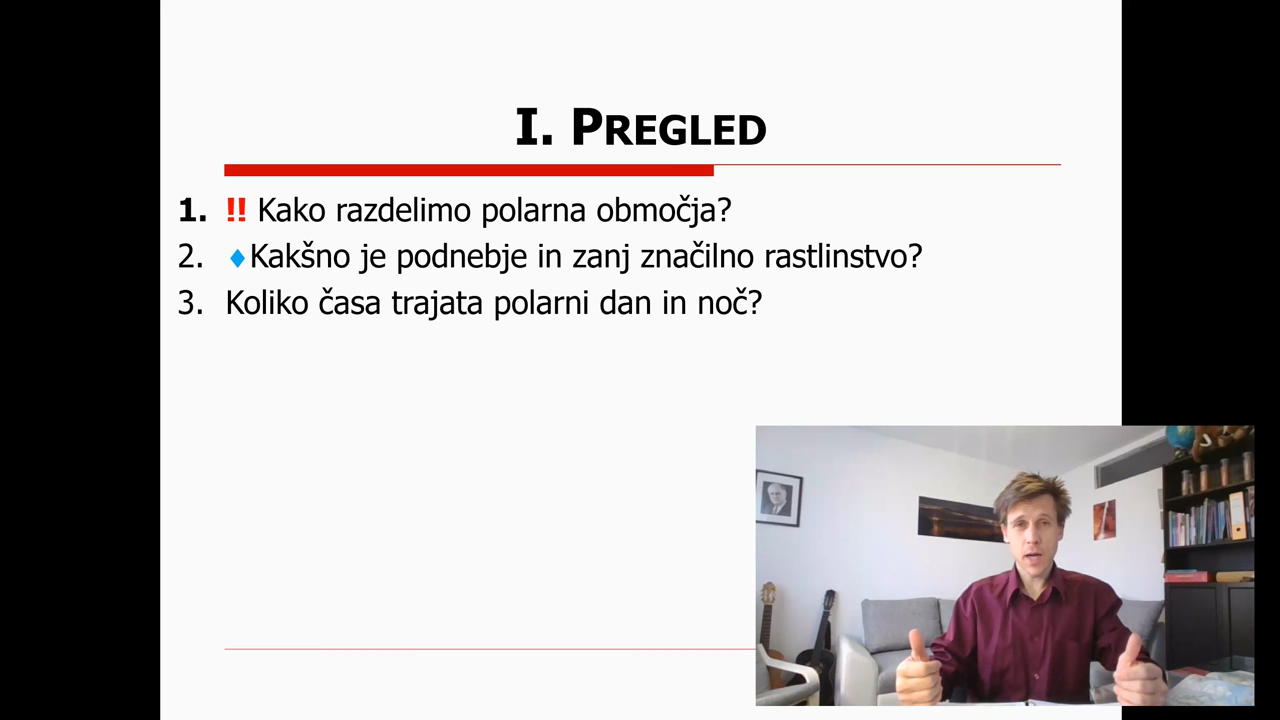 I. PREGLED
1. !! Kako razdelimo polarna območja?
2. ♦Kakšno je podnebje in zanj značilno rastlinstvo?
3. Koliko časa trajata polarni dan in noč?